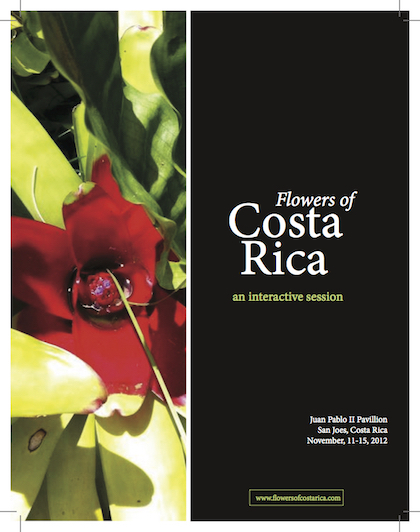 Flowers of
Costa
Rica
an interactive session
Juan Pablo II Pavillion
San Joes, Costa Rica
November, 11-15, 2012
www.flowersofcostarica.com